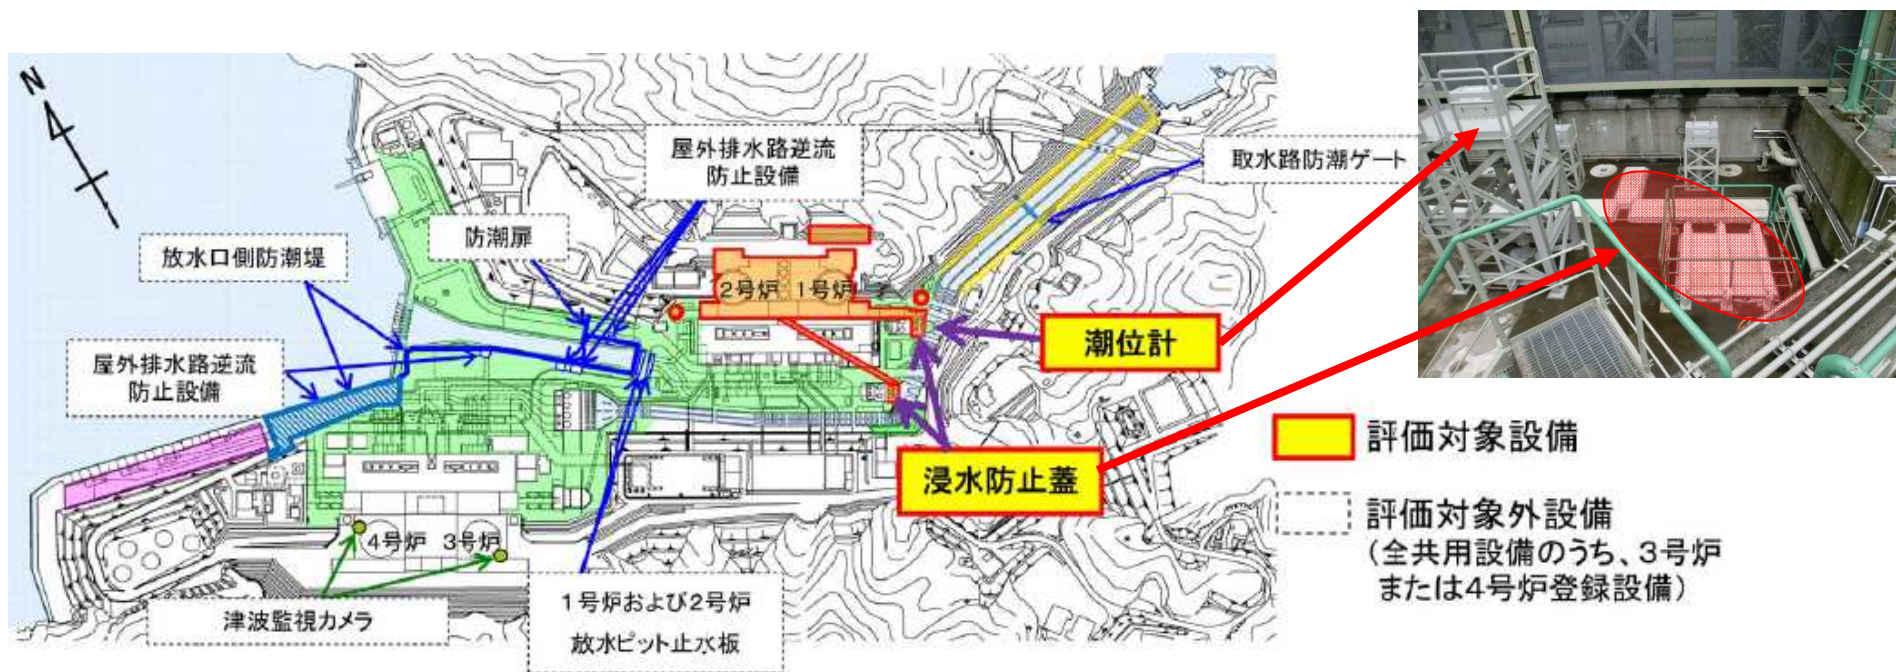 N
屋外排水路逆流
防止設備
取水路防潮ゲート
防潮扉
放水口側防潮堤
2号炉 1号炉
潮位計
屋外排水路逆流
防止設備
浸水防止蓋
評価対象設備
評価対象外設備
(全共用設備のうち、3号炉
または4号炉登録設備)
4号炉 3号炉
津波監視カメラ
1号炉および2号炉
放水ピット止水板